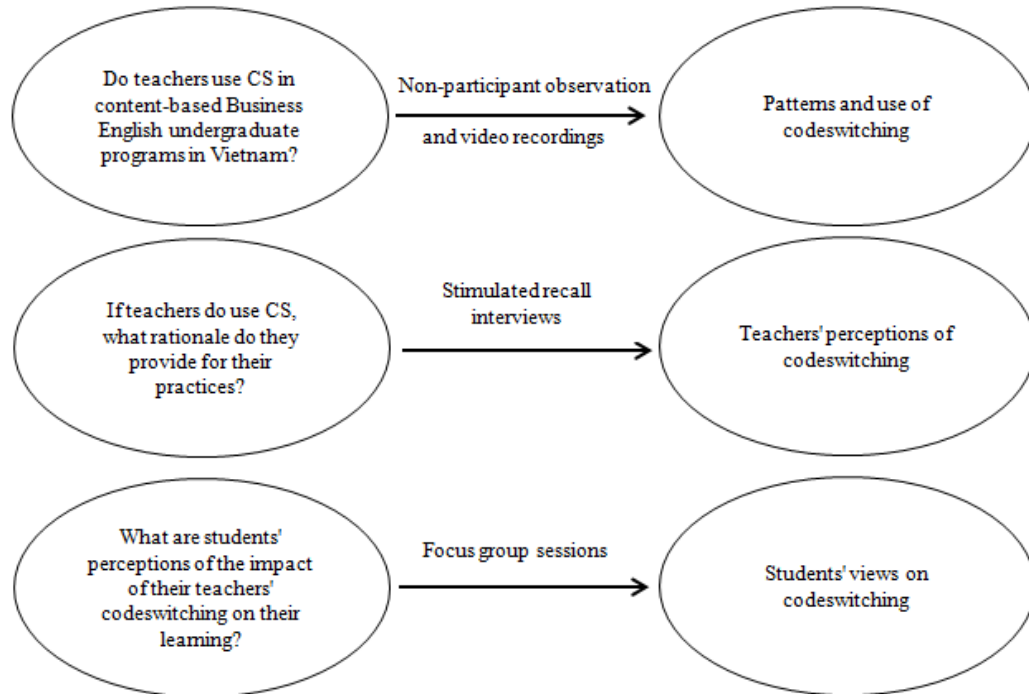 Do teachers use CS in
content-based Business
English undergraduate
programs in Vietnam?
Non-participant observation
and video recordings
Patterns and use of
codeswitching
If teachers do use CS,
what rationale do they
provide for their
practices?
Stimulated recall
interviews
Teachers' perceptions of
codeswitching
What are students'
perceptions of the impact
of their teachers'
codeswitching on their
learning?
Focus group sessions
Students' views on
codeswitching